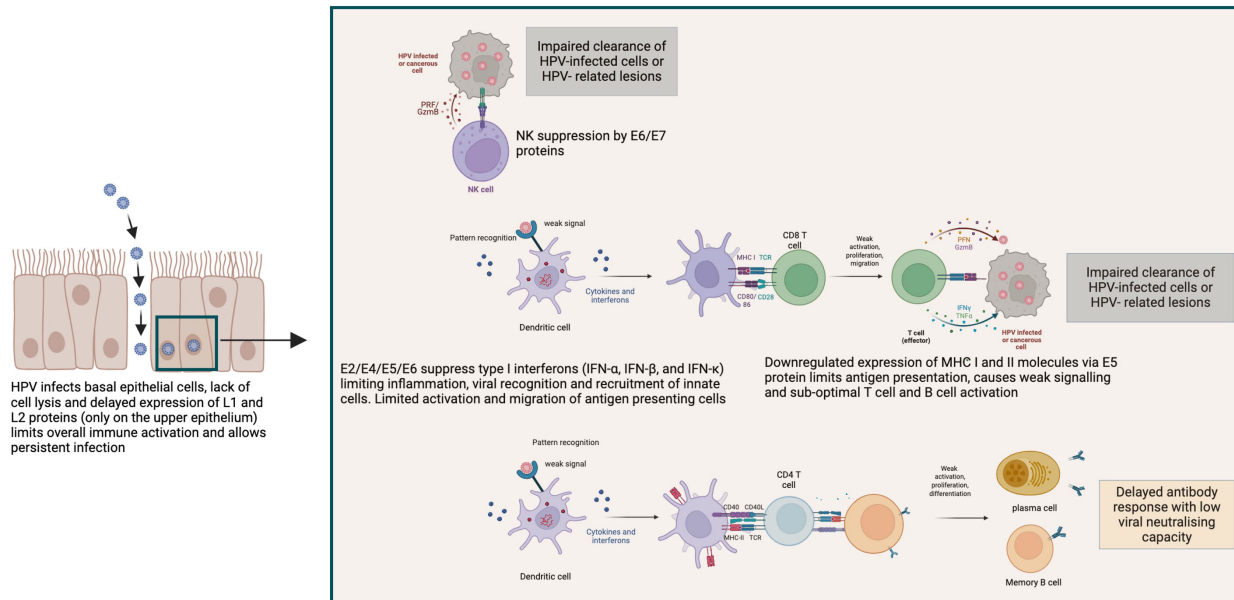 HPV infected
or cancerous
cell
Impaired clearance of
HPV-infected cells or
HPV- related lesions
PRF/
GzmB
NK suppression by E6/E7
proteins
NK cell
HPV infects basal epithelial cells, lack of
cell lysis and delayed expression of L1 and
L2 proteins (only on the upper epithelium)
limits overall immune activation and allows
persistent infection
weak signal
Pattern recognition
Cytokines and
interferons
Dendritic cell
MHC I TCR
CD80/
86
CD28
CD8 T
cell
Weak
activation,
proliferation,
migration
PFN
GzmB
IFNγ
TNFα
T cell
(effector)
HPV infected
or cancerous
cell
Impaired clearance of
HPV-infected cells or
HPV- related lesions
E2/E4/E5/E6 suppress type I interferons (IFN-α, IFN-β, and IFN-κ)
limiting inflammation, viral recognition and recruitment of innate
cells. Limited activation and migration of antigen presenting cells
Downregulated expression of MHC I and II molecules via E5
protein limits antigen presentation, causes weak signalling
and sub-optimal T cell and B cell activation
Pattern recognition
weak signal
Cytokines and
interferons
Dendritic cell
CD40 CD40L
MHC-II TCR
CD4 T
cell
Weak
activation,
proliferation,
differentiation
plasma cell
Memory B cell
Delayed antibody
response with low
viral neutralising
capacity